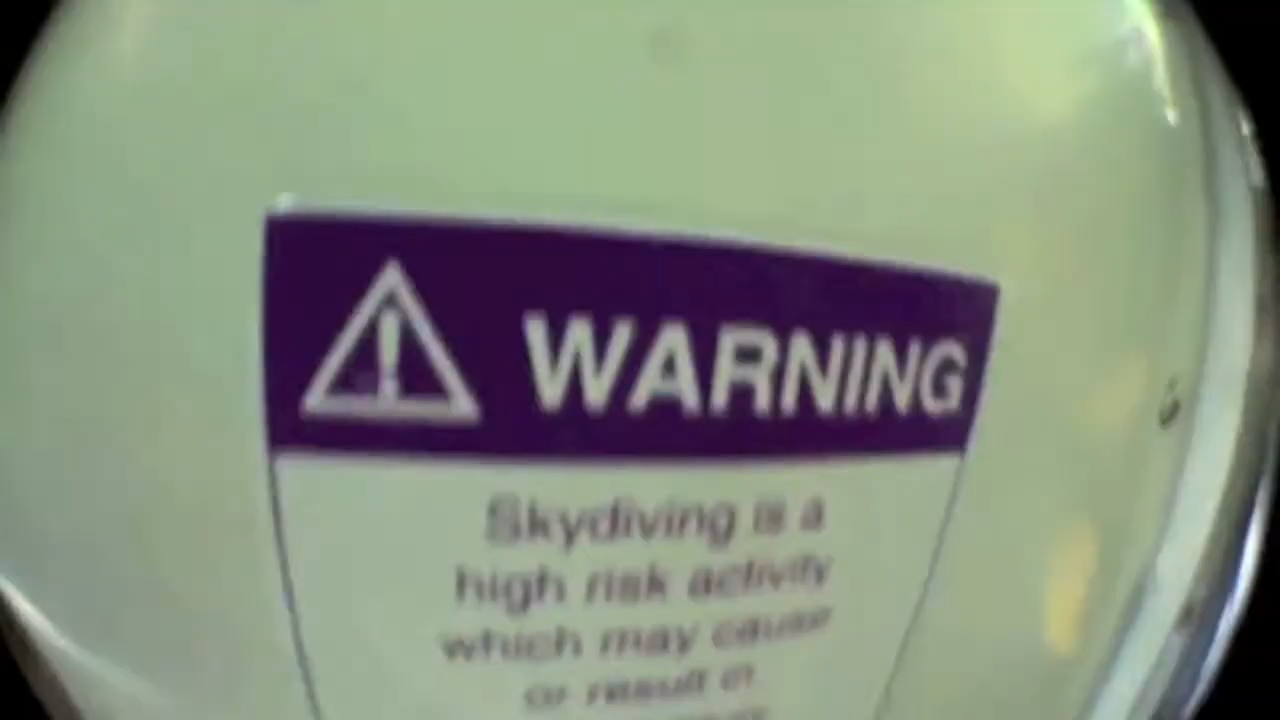 WARNING
Skydiving is a
high risk activity
which may cause
or result in